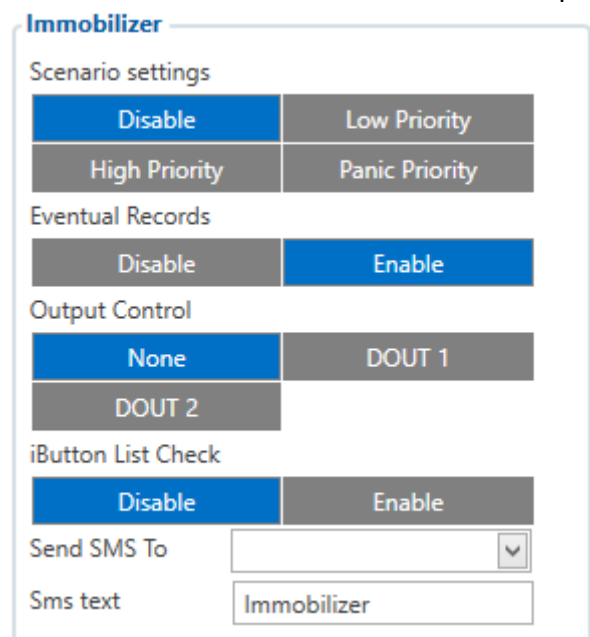 Immobilizer
Scenario settings
Disable Low Priority
High Priority Panic Priority
Eventual Records
Disable Enable
Output Control
None DOUT 1
DOUT 2
iButton List Check
Disable Enable
Send SMS To
Sms text Immobilizer